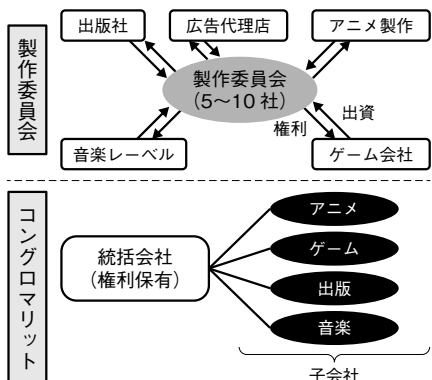 製作委員会
出版社
広告代理店
アニメ製作
製作委員会
(5〜10 社)
出資
権利
音楽レーベル
ゲーム会社
コングロマリット
統括会社
(権利保有)
アニメ
ゲーム
出版
音楽
子会社